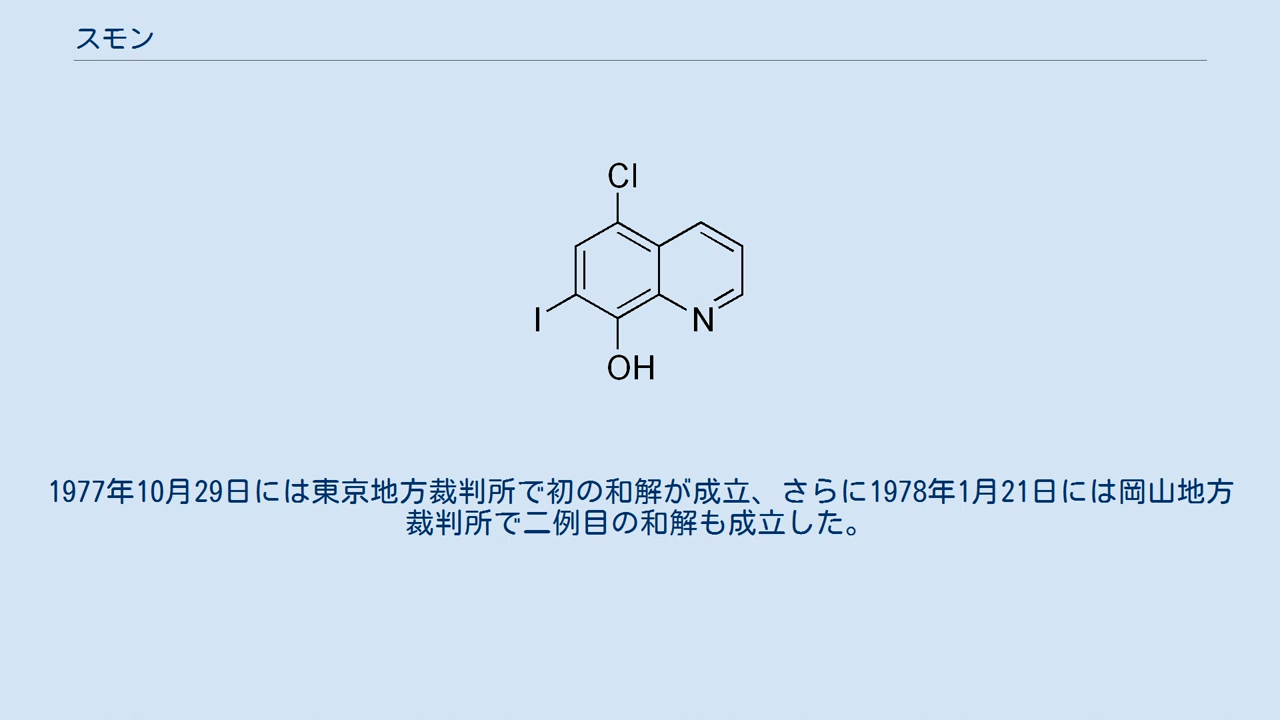 スモン
Cl
I
N
OH
1977年10月29日には東京地方裁判所で初の和解が成立、さらに1978年1月21日には岡山地方
裁判所で二例目の和解も成立した。